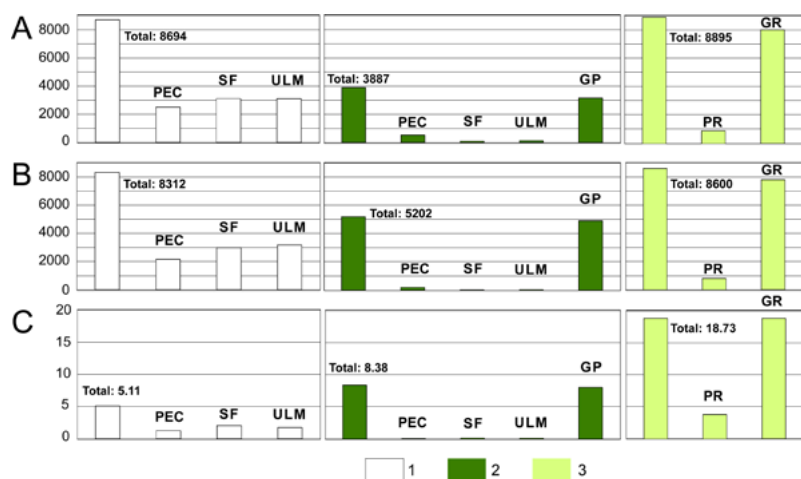 A
8000
6000
4000
2000
0
Total: 8694
PEC
SF
ULM
Total: 3887
PEC
SF
ULM
GP
Total: 8895
PR
GR
B
8000
6000
4000
2000
0
Total: 8312
PEC
SF
ULM
Total: 5202
PEC
SF
ULM
GP
Total: 8600
PR
GR
C
20
15
10
5
0
Total: 5.11
PEC
SF
ULM
Total: 8.38
PEC
SF
ULM
GP
Total: 18.73
PR
GR
1
2
3